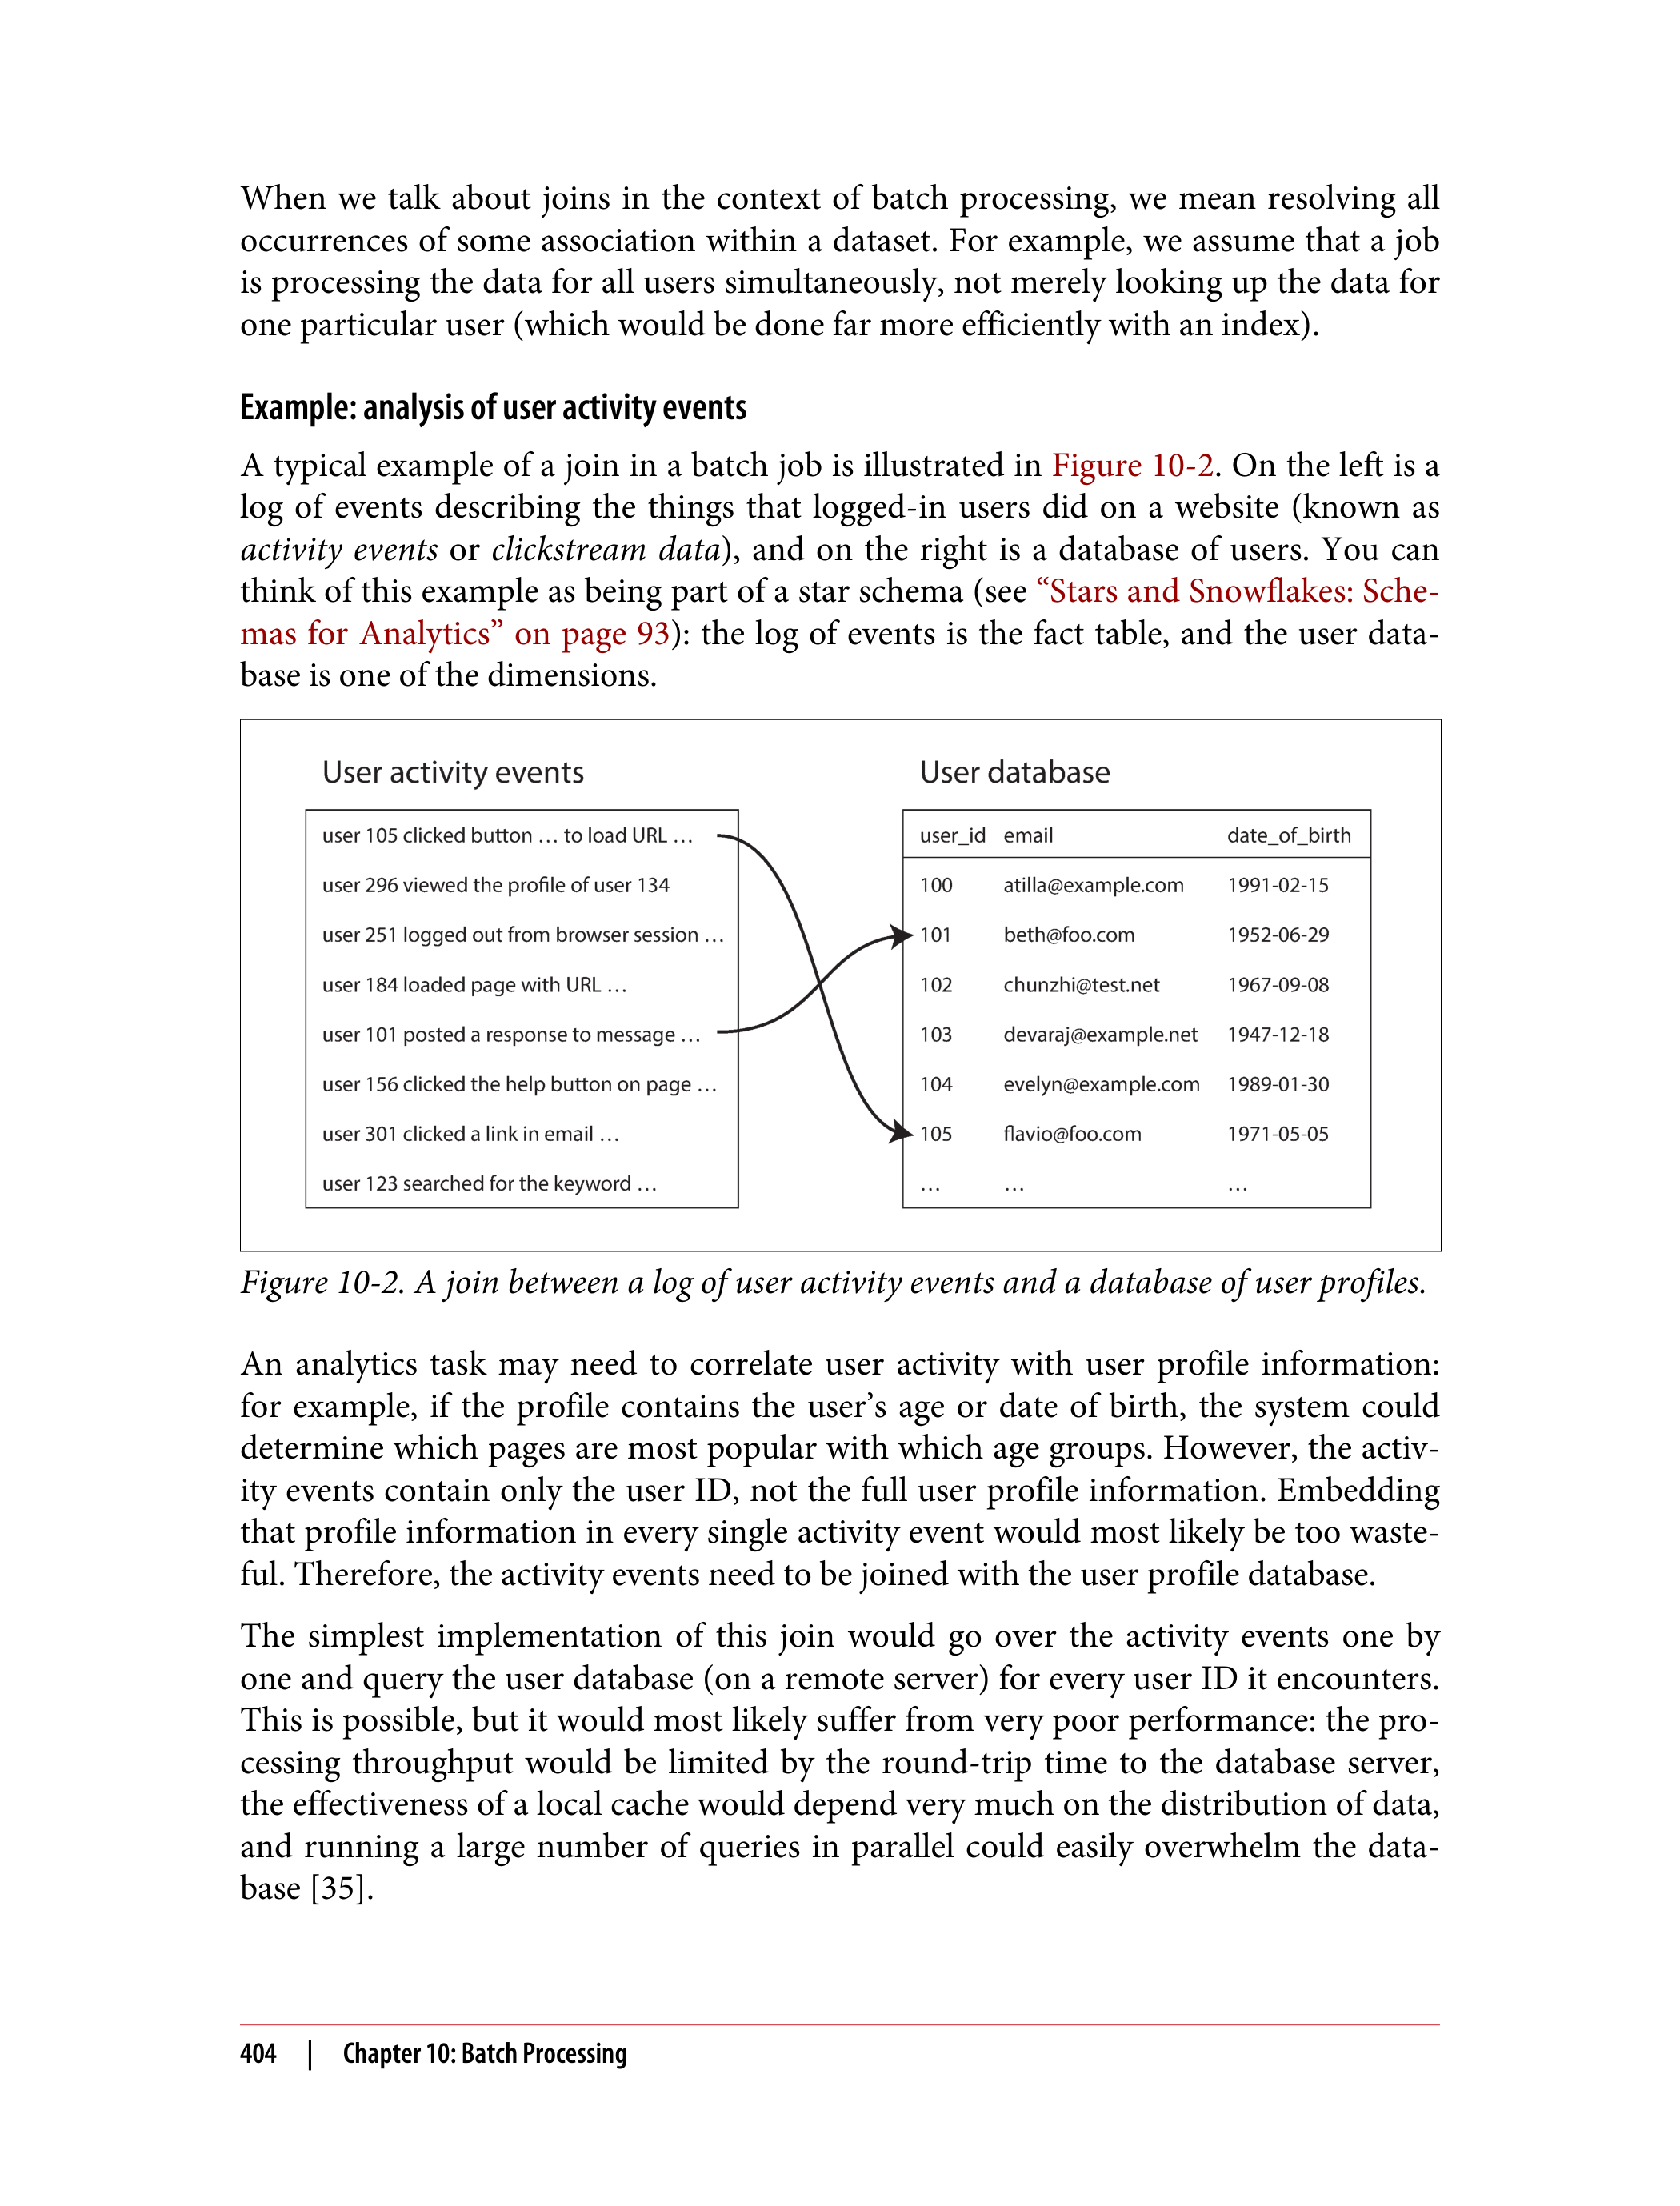 When we talk about joins in the context of batch processing, we mean resolving all
occurrences of some association within a dataset. For example, we assume that a job
is processing the data for all users simultaneously, not merely looking up the data for
one particular user (which would be done far more efficiently with an index).
Example: analysis of user activity events
A typical example of a join in a batch job is illustrated in Figure 10-2. On the left is a
log of events describing the things that logged-in users did on a website (known as
activity events or clickstream data), and on the right is a database of users. You can
think of this example as being part of a star schema (see “Stars and Snowflakes: Sche-
mas for Analytics” on page 93): the log of events is the fact table, and the user data-
base is one of the dimensions.
User activity events
user 105 clicked button … to load URL …
user 296 viewed the profile of user 134
user 251 logged out from browser session …
user 184 loaded page with URL …
user 101 posted a response to message …
user 156 clicked the help button on page …
user 301 clicked a link in email …
user 123 searched for the keyword …
User database
user_id email date_of_birth
100 atilla@example.com 1991-02-15
101 beth@foo.com 1952-06-29
102 chunzhi@test.net 1967-09-08
103 devaraj@example.net 1947-12-18
104 evelyn@example.com 1989-01-30
105 flavio@foo.com 1971-05-05
… … …
Figure 10-2. A join between a log of user activity events and a database of user profiles.
An analytics task may need to correlate user activity with user profile information:
for example, if the profile contains the user’s age or date of birth, the system could
determine which pages are most popular with which age groups. However, the activ-
ity events contain only the user ID, not the full user profile information. Embedding
that profile information in every single activity event would most likely be too waste-
ful. Therefore, the activity events need to be joined with the user profile database.
The simplest implementation of this join would go over the activity events one by
one and query the user database (on a remote server) for every user ID it encounters.
This is possible, but it would most likely suffer from very poor performance: the pro-
cessing throughput would be limited by the round-trip time to the database server,
the effectiveness of a local cache would depend very much on the distribution of data,
and running a large number of queries in parallel could easily overwhelm the data-
base [35].
404 | Chapter 10: Batch Processing